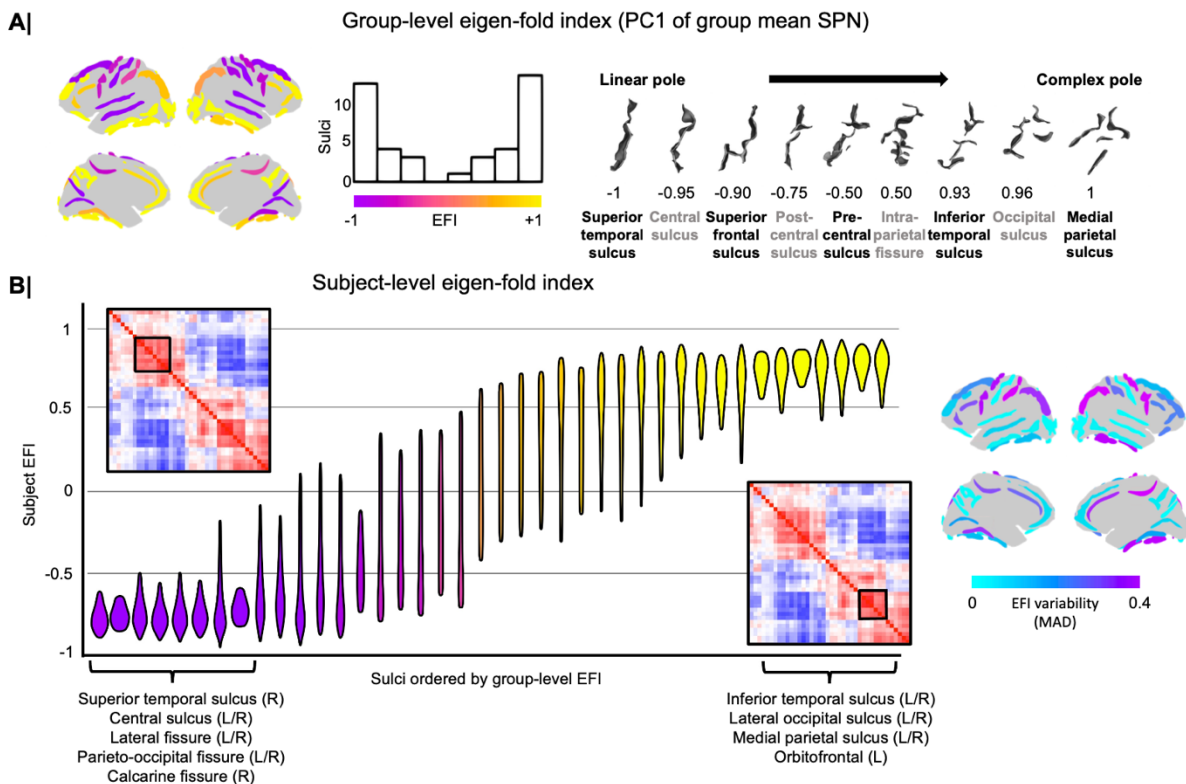 A|
Group-level eigen-fold index (PC1 of group mean SPN)
Sulci
10
5
0
-1
EFI
+1
Linear pole
Complex pole
-1
-0.95
-0.90
-0.75
-0.50
0.50
0.93
0.96
1
Superior temporal sulcus
Central sulcus
Superior frontal sulcus
Post-central sulcus
Pre-central sulcus
Intra-parietal fissure
Inferior temporal sulcus
Occipital sulcus
Medial parietal sulcus
B|
Subject-level eigen-fold index
Subject EFI
1
0.5
0
-0.5
-1
Sulci ordered by group-level EFI
Superior temporal sulcus (R)
Central sulcus (L/R)
Lateral fissure (L/R)
Parieto-occipital fissure (L/R)
Calcarine fissure (R)
Inferior temporal sulcus (L/R)
Lateral occipital sulcus (L/R)
Medial parietal sulcus (L/R)
Orbitofrontal (L)
0
EFI variability
(MAD)
0.4